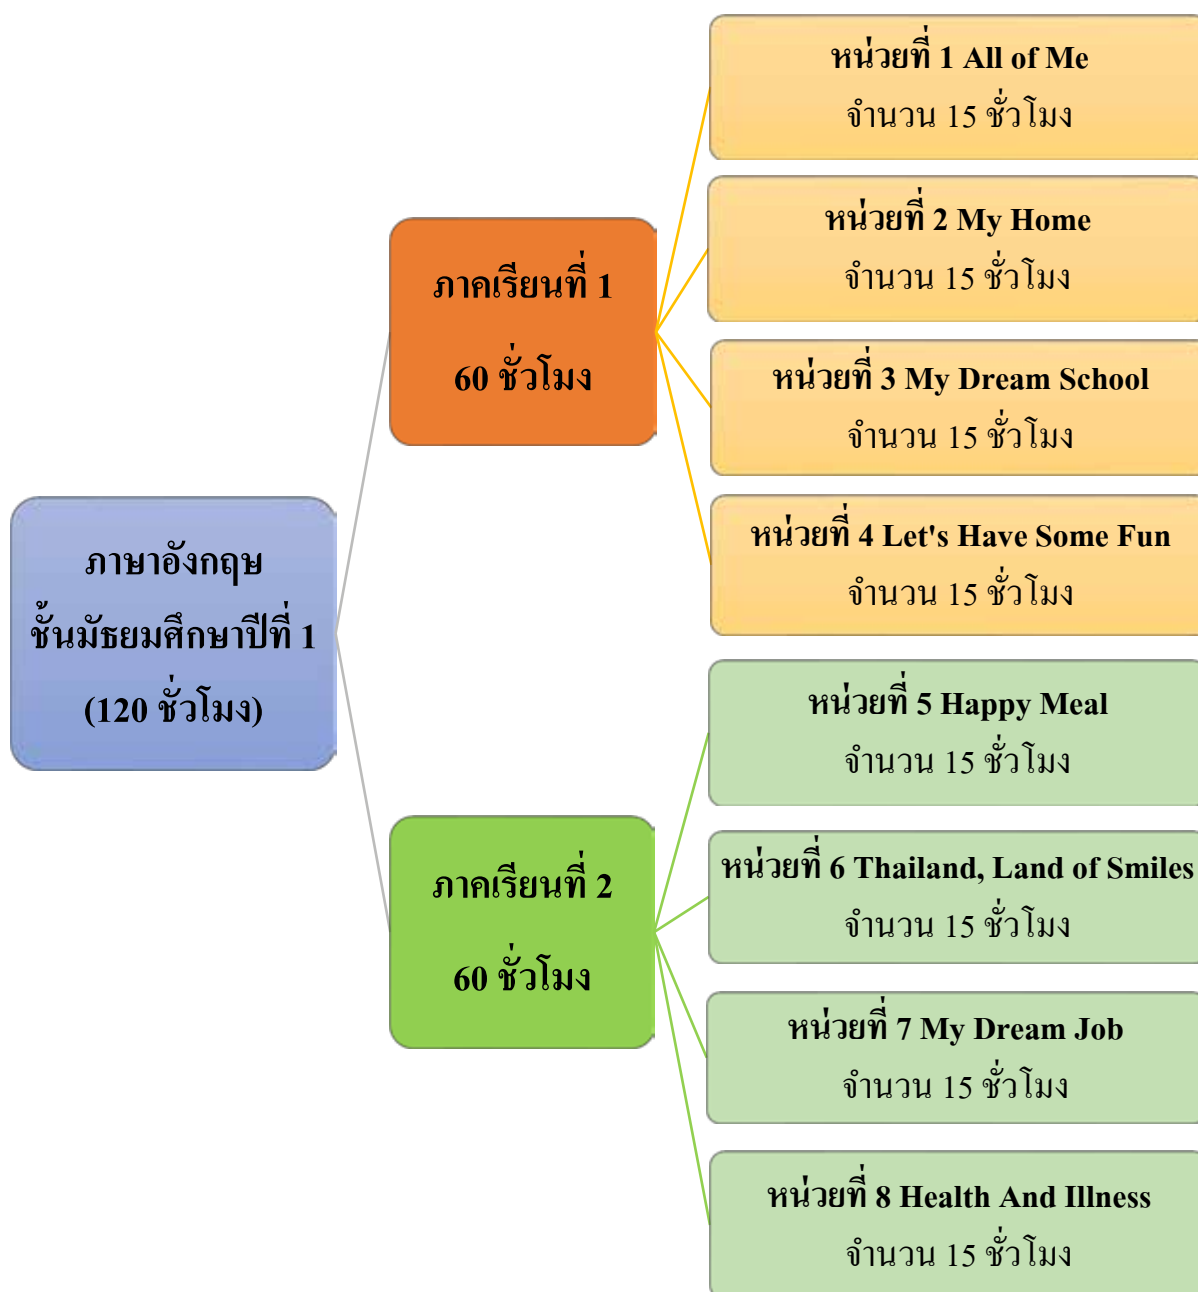 ภาษาอังกฤษ
ชั้นมัธยมศึกษาปีที่ 1
(120 ชั่วโมง)
ภาคเรียนที่ 1
60 ชั่วโมง
หน่วยที่ 1 All of Me
จำนวน 15 ชั่วโมง
หน่วยที่ 2 My Home
จำนวน 15 ชั่วโมง
หน่วยที่ 3 My Dream School
จำนวน 15 ชั่วโมง
หน่วยที่ 4 Let's Have Some Fun
จำนวน 15 ชั่วโมง
ภาคเรียนที่ 2
60 ชั่วโมง
หน่วยที่ 5 Happy Meal
จำนวน 15 ชั่วโมง
หน่วยที่ 6 Thailand, Land of Smiles
จำนวน 15 ชั่วโมง
หน่วยที่ 7 My Dream Job
จำนวน 15 ชั่วโมง
หน่วยที่ 8 Health And Illness
จำนวน 15 ชั่วโมง